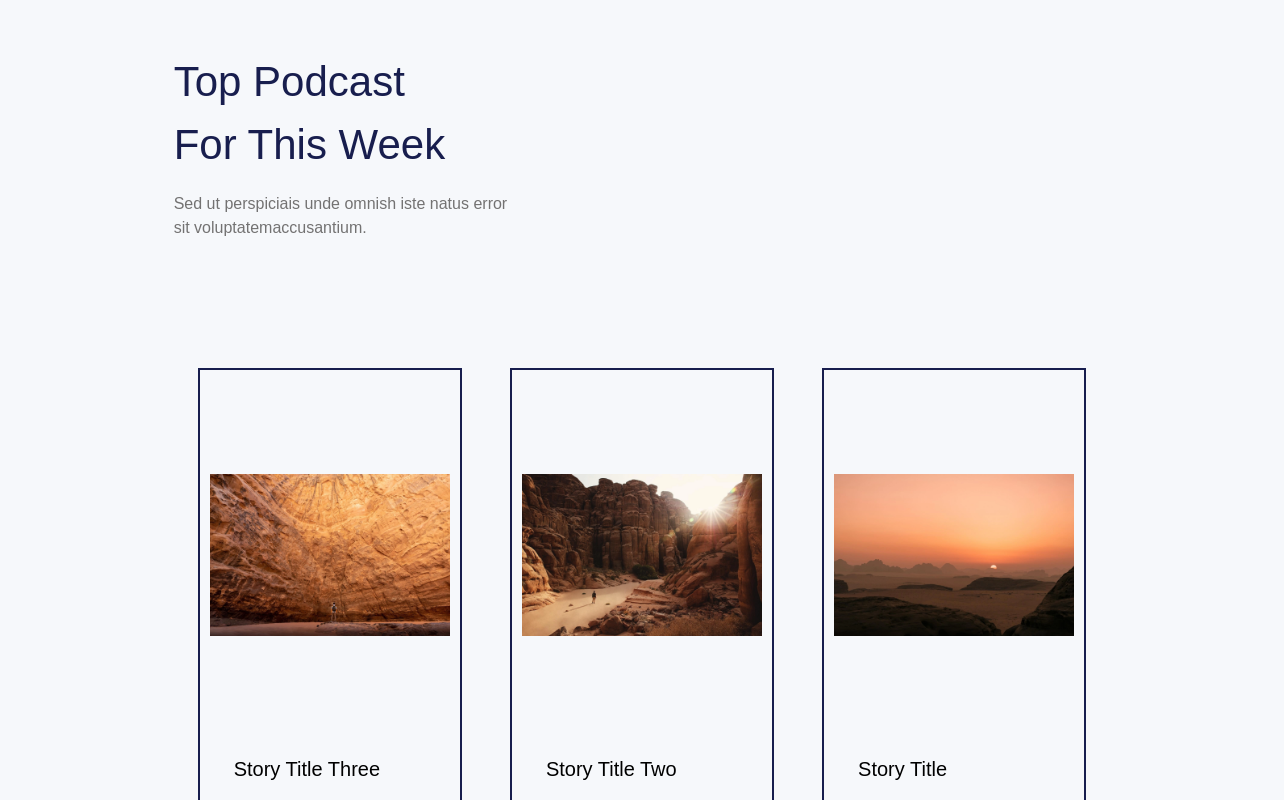 Top Podcast
For This Week
Sed ut perspiciais unde omnish iste natus error
sit voluptatemaccusantium.
Story Title Three
Story Title Two
Story Title